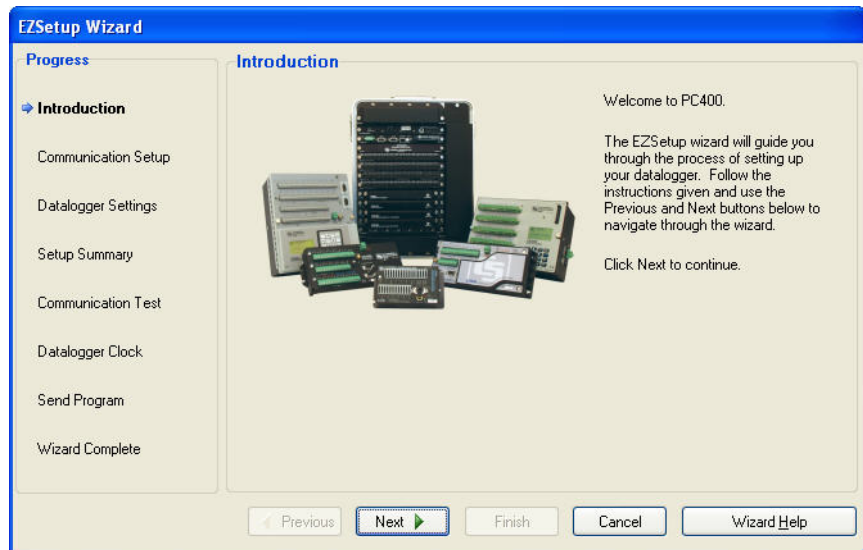 EZSetup Wizard
Progress
Introduction
Communication Setup
Datalogger Settings
Setup Summary
Communication Test
Datalogger Clock
Send Program
Wizard Complete
Introduction
Welcome to PC400.
The EZSetup wizard will guide you
through the process of setting up
your datalogger. Follow the
instructions given and use the
Previous and Next buttons below to
navigate through the wizard.
Click Next to continue.
Previous
Next
Finish
Cancel
Wizard Help